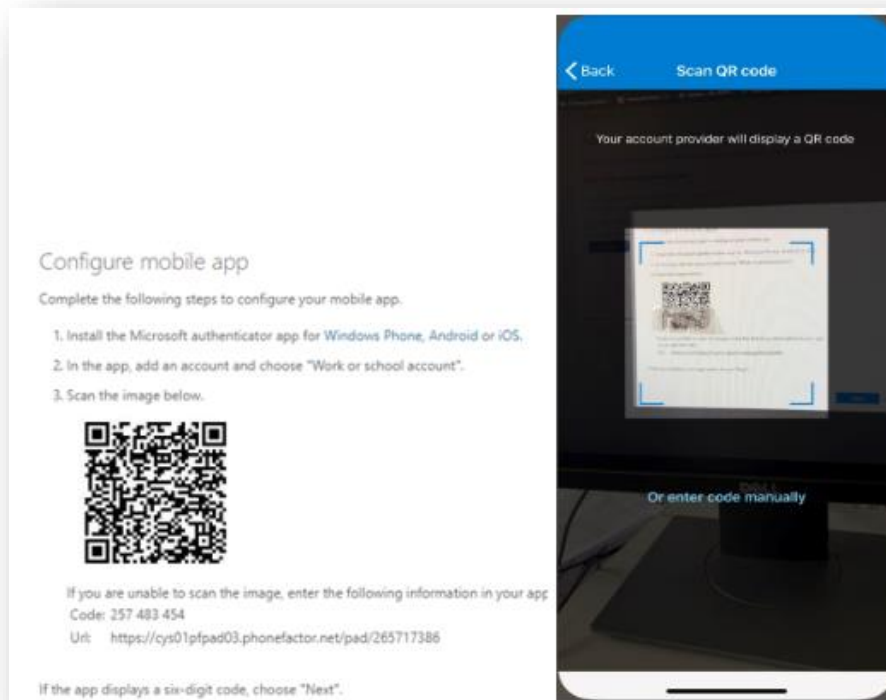 Configure mobile app
Complete the following steps to configure your mobile app.
1. Install the Microsoft authenticator app for Windows Phone, Android or iOS.
2. In the app, add an account and choose "Work or school account".
3. Scan the image below.
If you are unable to scan the image, enter the following information in your app
Code: 257 483 454
Url: https://cys01pfpad03.phonefactor.net/pad/265717386
If the app displays a six-digit code, choose "Next".
Back
Scan QR code
Your account provider will display a QR code
DELL
Or enter code manually